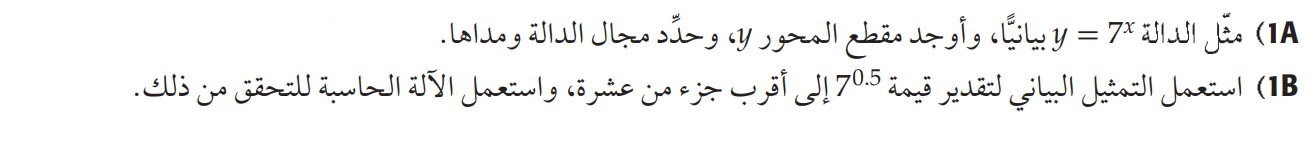 1A) مثّل الدالة y = 7^x بيانيًّا، وأوجد مقطع المحور y، وحدِّد مجال الدالة ومداها.
1B) استعمل التمثيل البياني لتقدير قيمة 7^0.5 إلى أقرب جزء من عشرة، واستعمل الآلة الحاسبة للتحقق من ذلك.